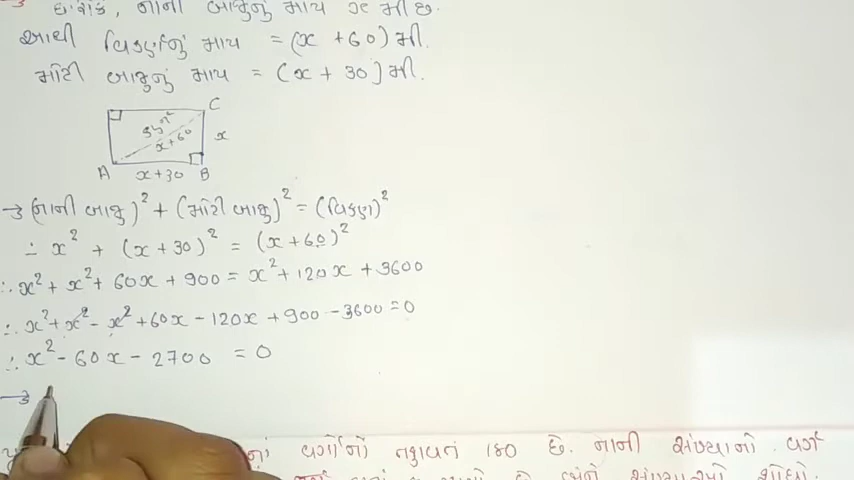 નાની બાજુનું માપ x મી છે.
આથી વિકર્ણનું માપ = (x + 60) મી.
મોટી બાજુનું માપ = (x + 30) મી.
C
x + 60
x
A x + 30 B
→ (નાની બાજુ)² + (મોટી બાજુ)² = (વિકર્ણ)²
∴ x² + (x + 30)² = (x + 60)²
∴ x² + x² + 60x + 900 = x² + 120x + 3600
∴ x² + x² - x² + 60x - 120x + 900 - 3600 = 0
∴ x² - 60x - 2700 = 0
→
નાં વર્ગોનો તફાવત 180 છે. નાની સંખ્યાનો વર્ગ
સંખ્યાઓ શોધો.